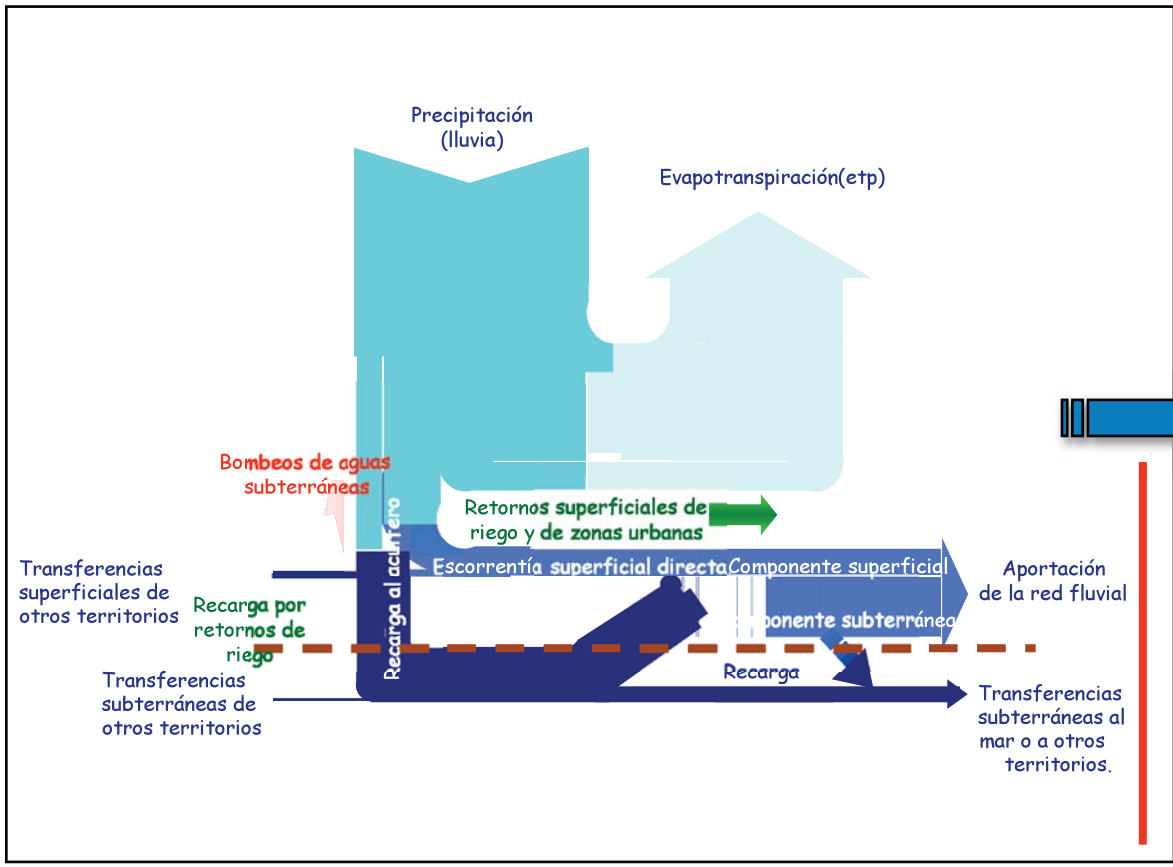 Precipitación
(lluvia)
Evapotranspiración(etp)
Bombeos de aguas
subterráneas
Retornos superficiales de
riego y de zonas urbanas
Recarga al acuífero
Escorrentía superficial directa
Componente superficial
Transferencias
superficiales de
otros territorios
Aportación
de la red fluvial
Recarga por
retornos de
riego
ponente subterránea
Recarga
Transferencias
subterráneas de
otros territorios
Transferencias
subterráneas al
mar o a otros
territorios.